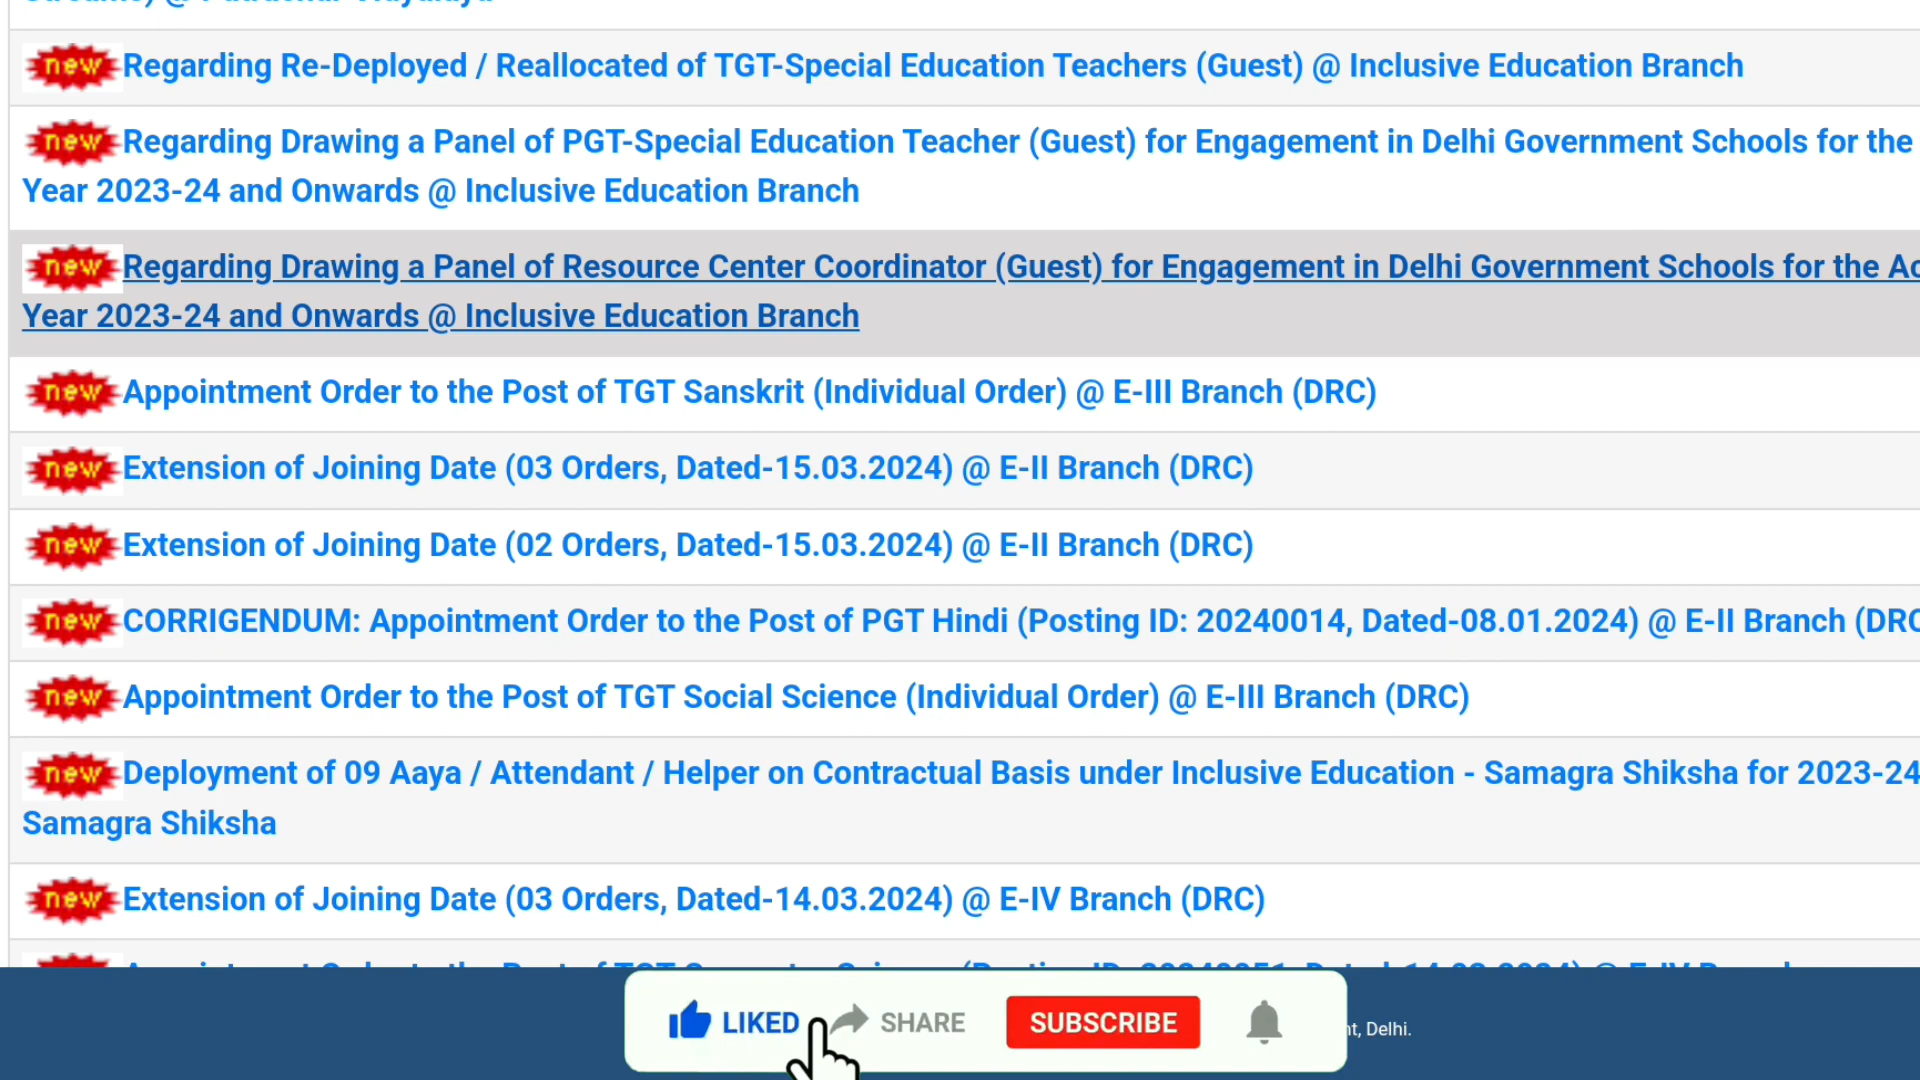 new Regarding Re-Deployed / Reallocated of TGT-Special Education Teachers (Guest) @ Inclusive Education Branch
new Regarding Drawing a Panel of PGT-Special Education Teacher (Guest) for Engagement in Delhi Government Schools for the
Year 2023-24 and Onwards @ Inclusive Education Branch
new Regarding Drawing a Panel of Resource Center Coordinator (Guest) for Engagement in Delhi Government Schools for the Ac
Year 2023-24 and Onwards @ Inclusive Education Branch
new Appointment Order to the Post of TGT Sanskrit (Individual Order) @ E-III Branch (DRC)
new Extension of Joining Date (03 Orders, Dated-15.03.2024) @ E-II Branch (DRC)
new Extension of Joining Date (02 Orders, Dated-15.03.2024) @ E-II Branch (DRC)
new CORRIGENDUM: Appointment Order to the Post of PGT Hindi (Posting ID: 20240014, Dated-08.01.2024) @ E-II Branch (DRC
new Appointment Order to the Post of TGT Social Science (Individual Order) @ E-III Branch (DRC)
new Deployment of 09 Aaya / Attendant / Helper on Contractual Basis under Inclusive Education - Samagra Shiksha for 2023-24
Samagra Shiksha
new Extension of Joining Date (03 Orders, Dated-14.03.2024) @ E-IV Branch (DRC)
LIKED SHARE SUBSCRIBE
nt, Delhi.